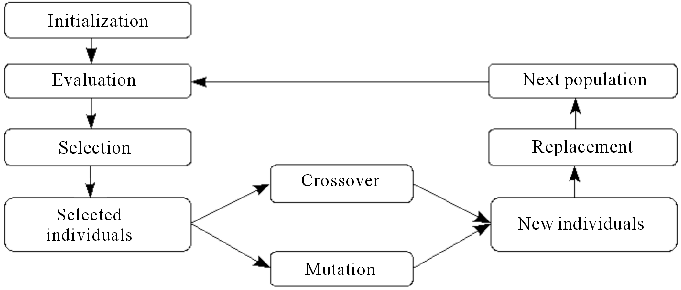 Initialization
Evaluation
Next population
Selection
Replacement
Crossover
Selected
individuals
New individuals
Mutation